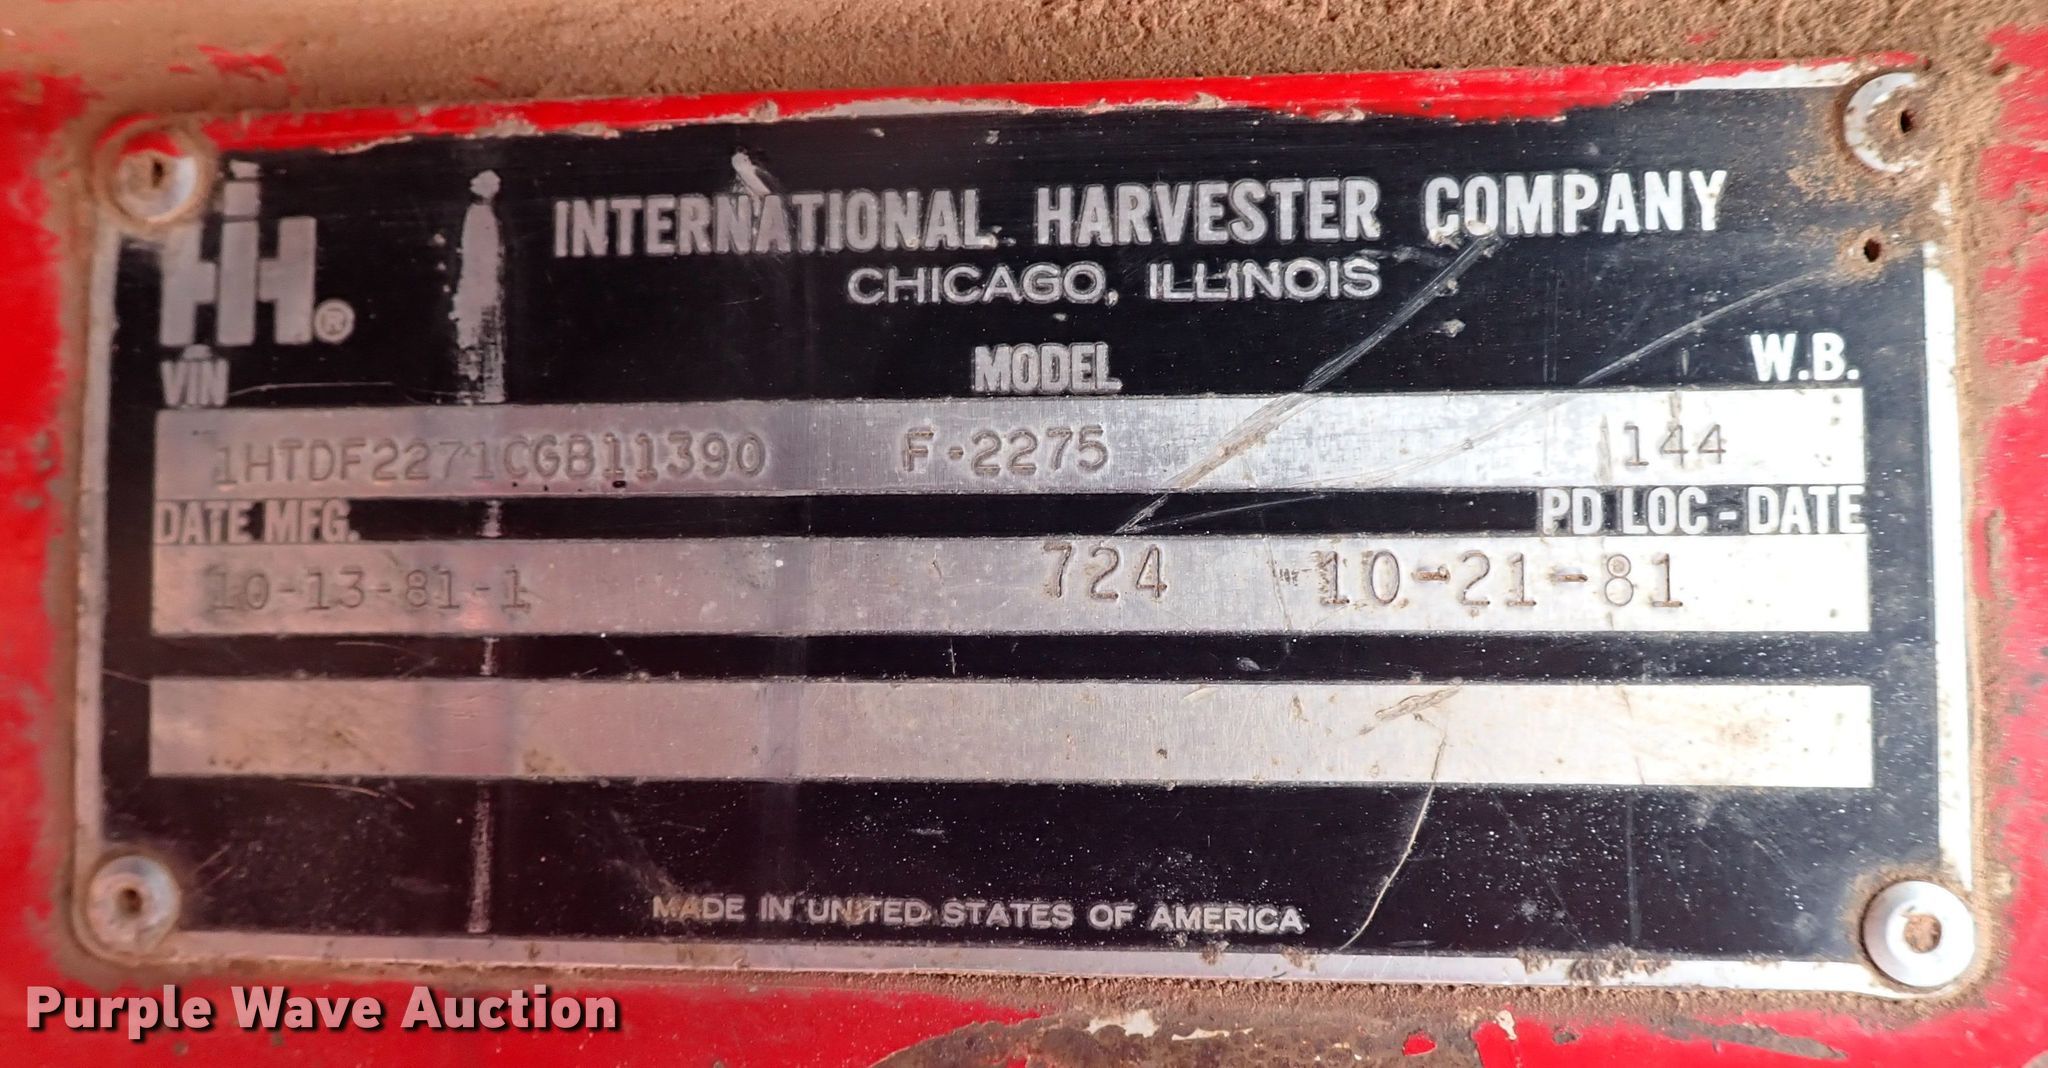 IH®
INTERNATIONAL HARVESTER COMPANY
CHICAGO, ILLINOIS
VIN MODEL W.B.
1HTDF2271CGB11390 F-2275 144
DATE MFG. PD LOC-DATE
10-13-81-1 724 10-21-81
MADE IN UNITED STATES OF AMERICA
Purple Wave Auction